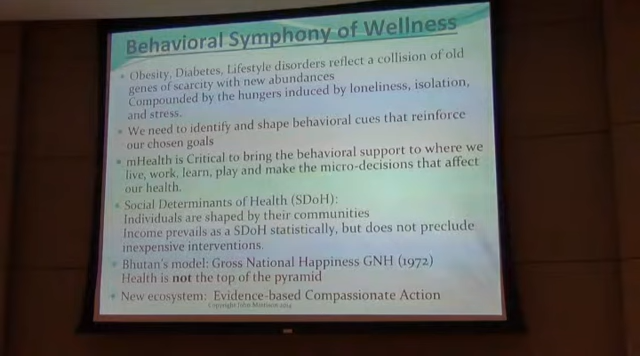 Behavioral Symphony of Wellness
• Obesity, Diabetes, Lifestyle disorders reflect a collision of old
genes of scarcity with new abundances
Compounded by the hungers induced by loneliness, isolation,
and stress.
• We need to identify and shape behavioral cues that reinforce
our chosen goals
• mHealth is Critical to bring the behavioral support to where we
live, work, learn, play and make the micro-decisions that affect
our health.
• Social Determinants of Health (SDoH):
Individuals are shaped by their communities
Income prevails as a SDoH statistically, but does not preclude
inexpensive interventions.
• Bhutan's model: Gross National Happiness GNH (1972)
Health is not the top of the pyramid
• New ecosystem: Evidence-based Compassionate Action
Copyright John 2014